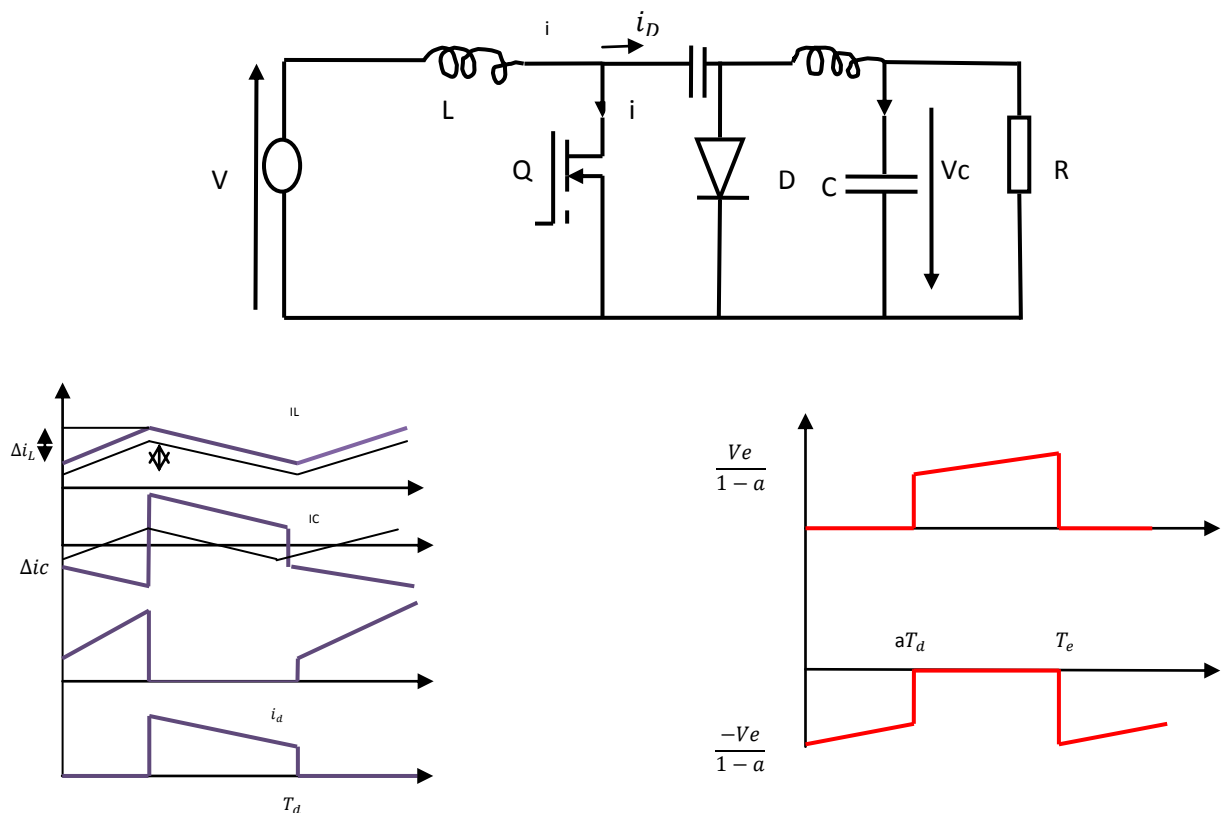 i
i_D
L
i
Q
V
D
C
Vc
R
IL
Δi_L
IC
Δic
i_d
T_d
Ve/(1 − a)
aT_d
T_e
−Ve/(1 − a)